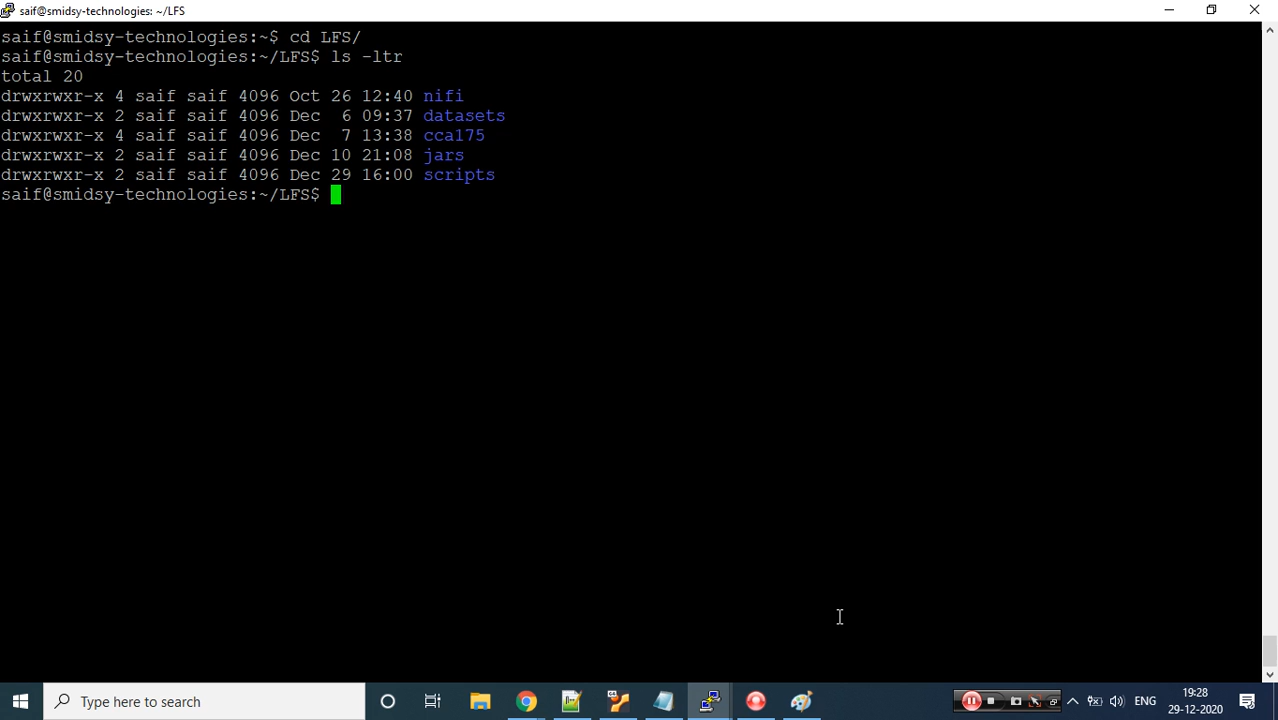 saif@smidsy-technologies: ~/LFS
saif@smidsy-technologies:~$ cd LFS/
saif@smidsy-technologies:~/LFS$ ls -ltr
total 20
drwxrwxr-x 4 saif saif 4096 Oct 26 12:40 nifi
drwxrwxr-x 2 saif saif 4096 Dec  6 09:37 datasets
drwxrwxr-x 4 saif saif 4096 Dec  7 13:38 cca175
drwxrwxr-x 2 saif saif 4096 Dec 10 21:08 jars
drwxrwxr-x 2 saif saif 4096 Dec 29 16:00 scripts
saif@smidsy-technologies:~/LFS$
Type here to search
ENG
19:28
29-12-2020